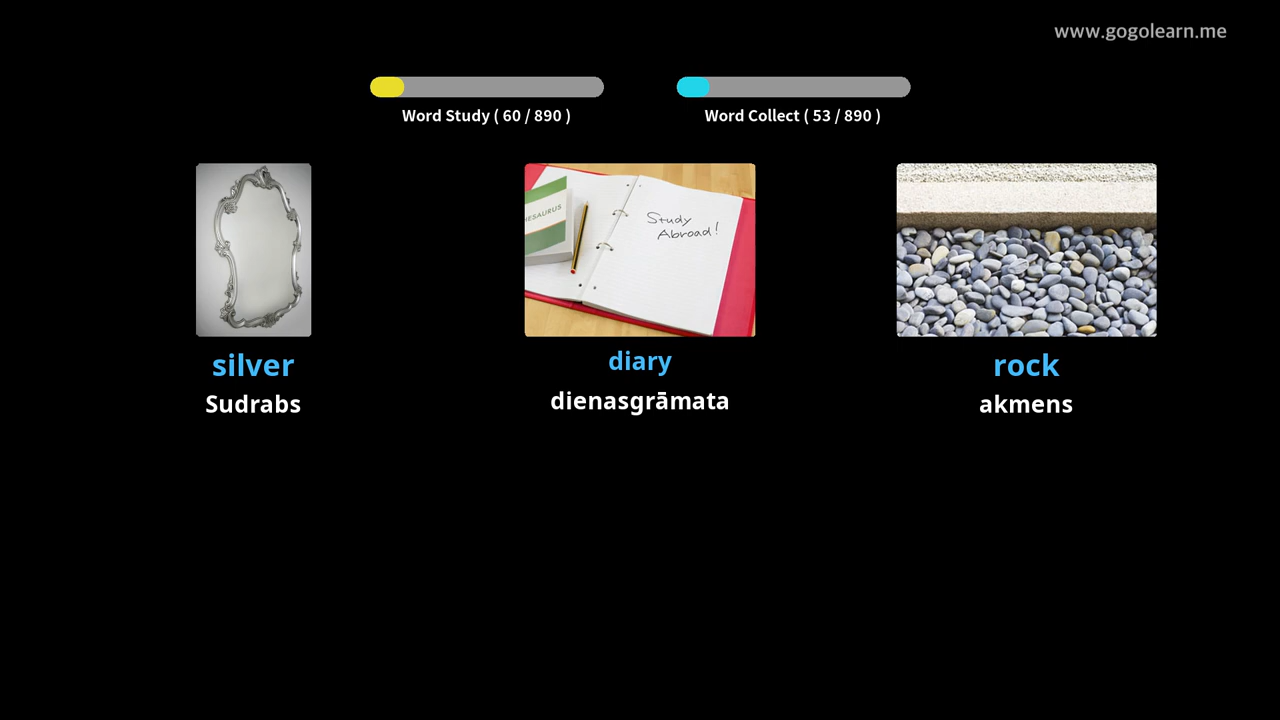 www.gogolearn.me
Word Study ( 60 / 890 )
Word Collect ( 53 / 890 )
HESAURUS
Study
Abroad!
silver
diary
rock
Sudrabs
dienasgrāmata
akmens